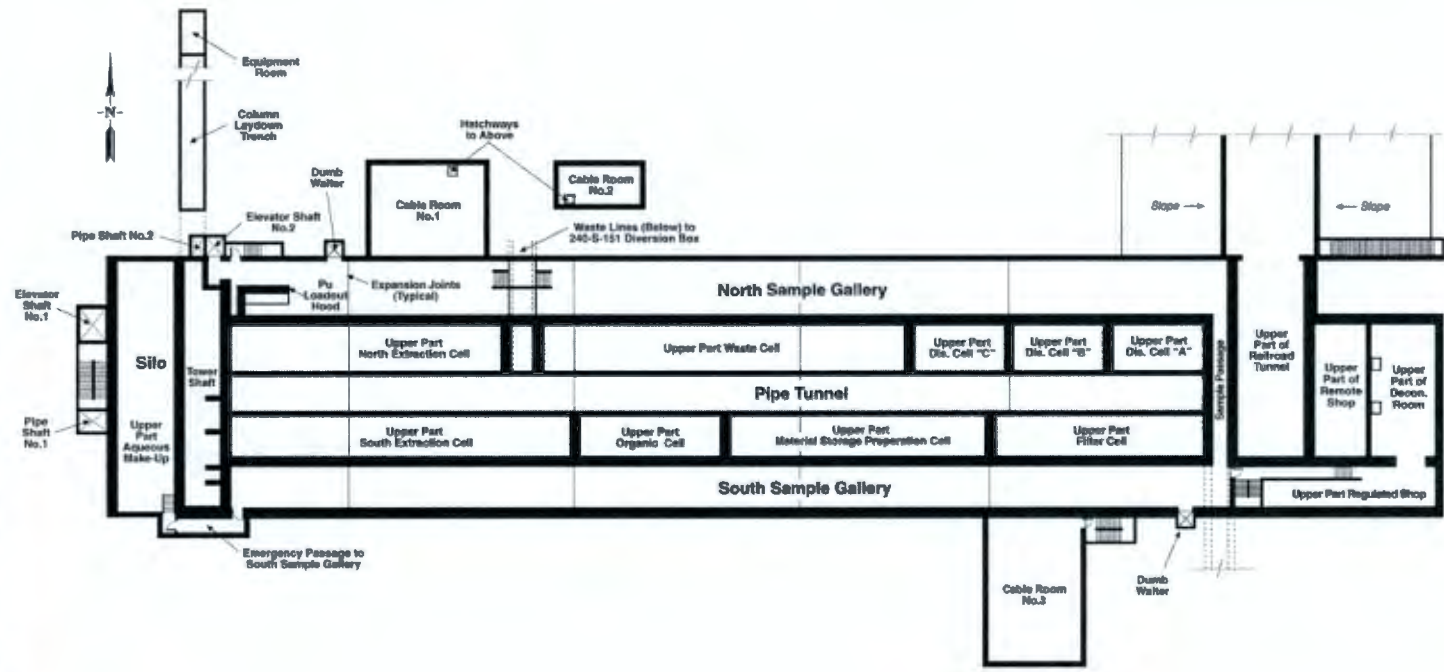 Equipment
Room
N
Column
Laydown
Trench
Hatchways
to Above
Dumb
Waiter
Cable Room
No.1
Cable Room
No.2
Elevator Shaft
No.2
Pipe Shaft No.2
Waste Lines (Below) to
240-S-151 Diversion Box
Slope
Slope
Elevator
Shaft
No.1
Pu
Loadout
Hood
Expansion Joints
(Typical)
North Sample Gallery
Silo
Tower
Shaft
Upper Part
North Extraction Cell
Upper Part Waste Cell
Upper Part
Dis. Cell "C"
Upper Part
Dis. Cell "B"
Upper Part
Dis. Cell "A"
Sample Passage
Upper
Part of
Railroad
Tunnel
Upper
Part of
Remote
Shop
Upper
Part of
Decon.
Room
Pipe Tunnel
Pipe
Shaft
No.1
Upper
Part
Aqueous
Make-Up
Upper Part
South Extraction Cell
Upper Part
Organic Cell
Upper Part
Material Storage Preparation Cell
Upper Part
Filter Cell
South Sample Gallery
Upper Part Regulated Shop
Emergency Passage to
South Sample Gallery
Cable Room
No.3
Dumb
Waiter